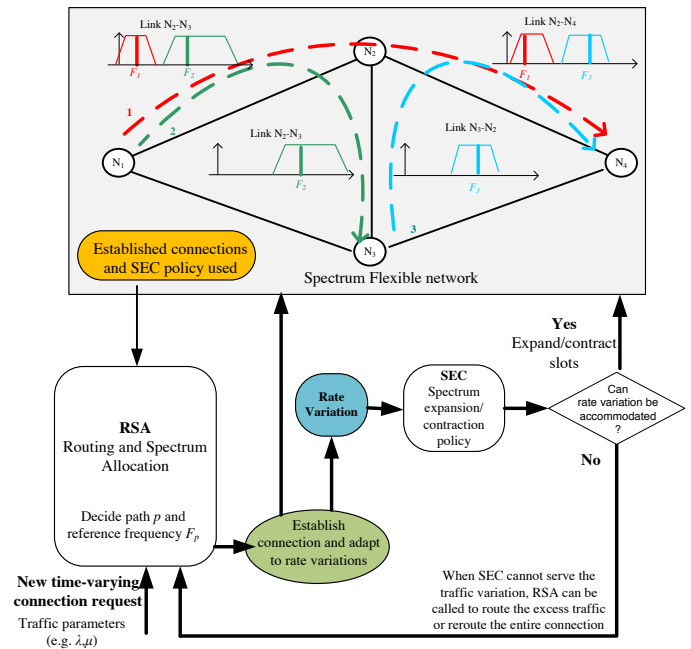 Link N2-N3
F1
F2
Link N2-N4
F1
F3
N2
1
2
Link N2-N3
F2
Link N3-N2
F3
N1
N4
3
N3
Established connections
and SEC policy used
Spectrum Flexible network
Yes
Expand/contract
slots
RSA
Routing and Spectrum
Allocation
Decide path p and
reference frequency Fp
Rate
Variation
SEC
Spectrum
expansion/
contraction
policy
Can
rate variation be
accommodated
?
No
Establish
connection and adapt
to rate variations
New time-varying
connection request
Traffic parameters
(e.g. λ,μ)
When SEC cannot serve the
traffic variation, RSA can be
called to route the excess traffic
or reroute the entire connection